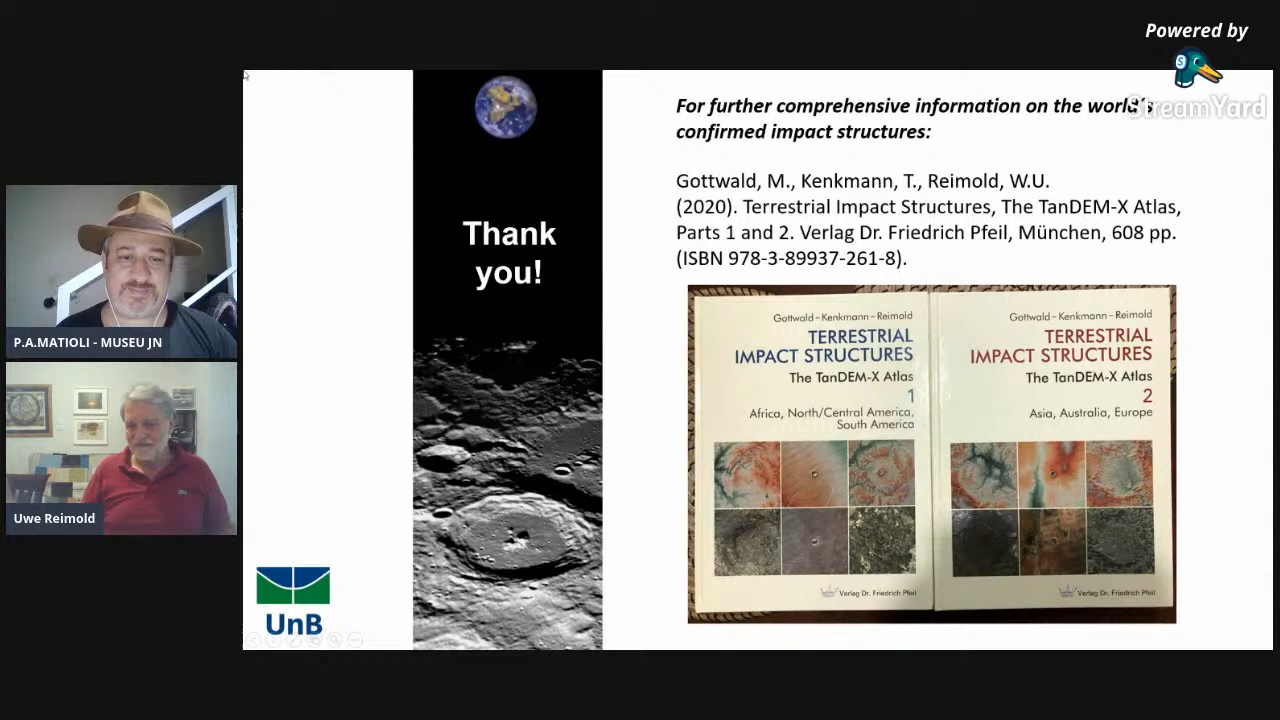 Powered by
StreamYard
For further comprehensive information on the world's
confirmed impact structures:
Gottwald, M., Kenkmann, T., Reimold, W.U.
(2020). Terrestrial Impact Structures, The TanDEM-X Atlas,
Parts 1 and 2. Verlag Dr. Friedrich Pfeil, München, 608 pp.
(ISBN 978-3-89937-261-8).
Thank
you!
P.A.MATIOLI - MUSEU JN
Uwe Reimold
UnB
Gottwald – Kenkmann – Reimold
TERRESTRIAL
IMPACT STRUCTURES
The TanDEM-X Atlas
1
Africa, North/Central America,
South America
Verlag Dr. Friedrich Pfeil
Gottwald – Kenkmann – Reimold
TERRESTRIAL
IMPACT STRUCTURES
The TanDEM-X Atlas
2
Asia, Australia, Europe
Verlag Dr. Friedrich Pfeil